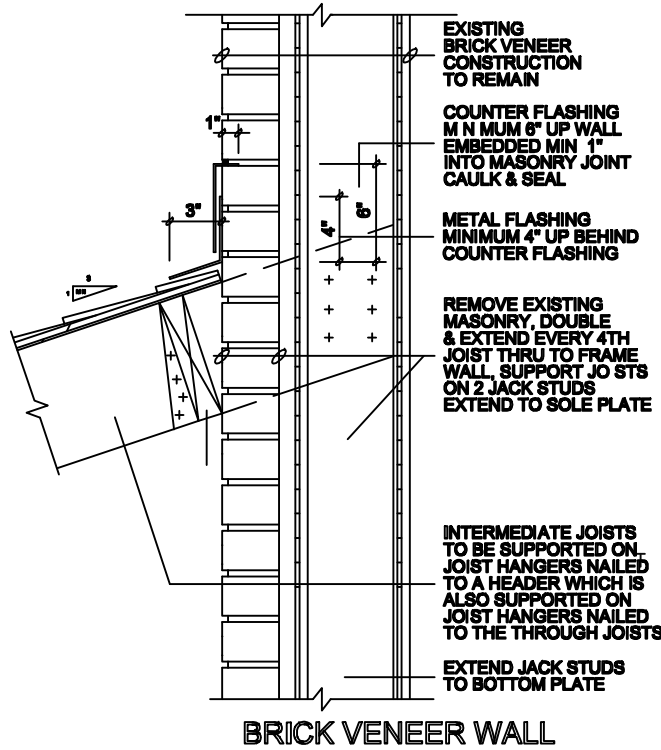 EXISTING
BRICK VENEER
CONSTRUCTION
TO REMAIN
COUNTER FLASHING
M N MUM 6" UP WALL
EMBEDDED MIN 1"
INTO MASONRY JOINT
CAULK & SEAL
1"
3"
4"
6"
METAL FLASHING
MINIMUM 4" UP BEHIND
COUNTER FLASHING
3
1 MIN
REMOVE EXISTING
MASONRY, DOUBLE
& EXTEND EVERY 4TH
JOIST THRU TO FRAME
WALL, SUPPORT JO STS
ON 2 JACK STUDS
EXTEND TO SOLE PLATE
INTERMEDIATE JOISTS
TO BE SUPPORTED ON
JOIST HANGERS NAILED
TO A HEADER WHICH IS
ALSO SUPPORTED ON
JOIST HANGERS NAILED
TO THE THROUGH JOISTS
EXTEND JACK STUDS
TO BOTTOM PLATE
BRICK VENEER WALL